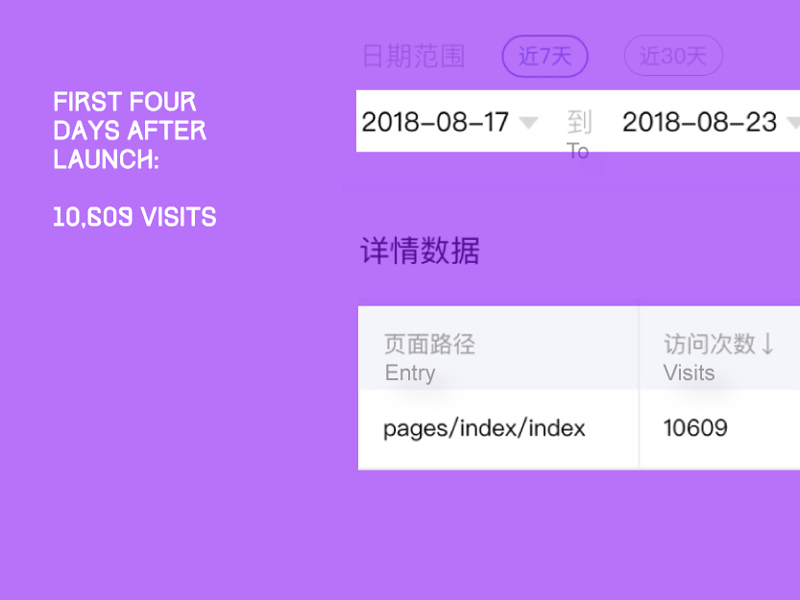 FIRST FOUR
DAYS AFTER
LAUNCH:
10,609 VISITS
日期范围 近7天 近30天
2018-08-17 到 2018-08-23
To
详情数据
页面路径 访问次数↓
Entry Visits
pages/index/index 10609